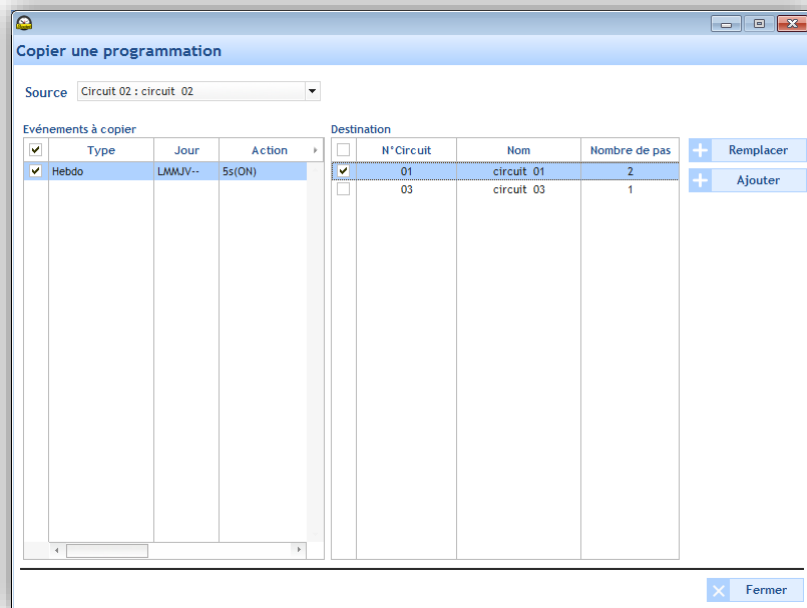 Copier une programmation
Source Circuit 02 : circuit 02
Evénements à copier
Type Jour Action
Hebdo LMMJV-- 5s(ON)
Destination
N°Circuit Nom Nombre de pas
01 circuit 01 2
03 circuit 03 1
Remplacer
Ajouter
Fermer